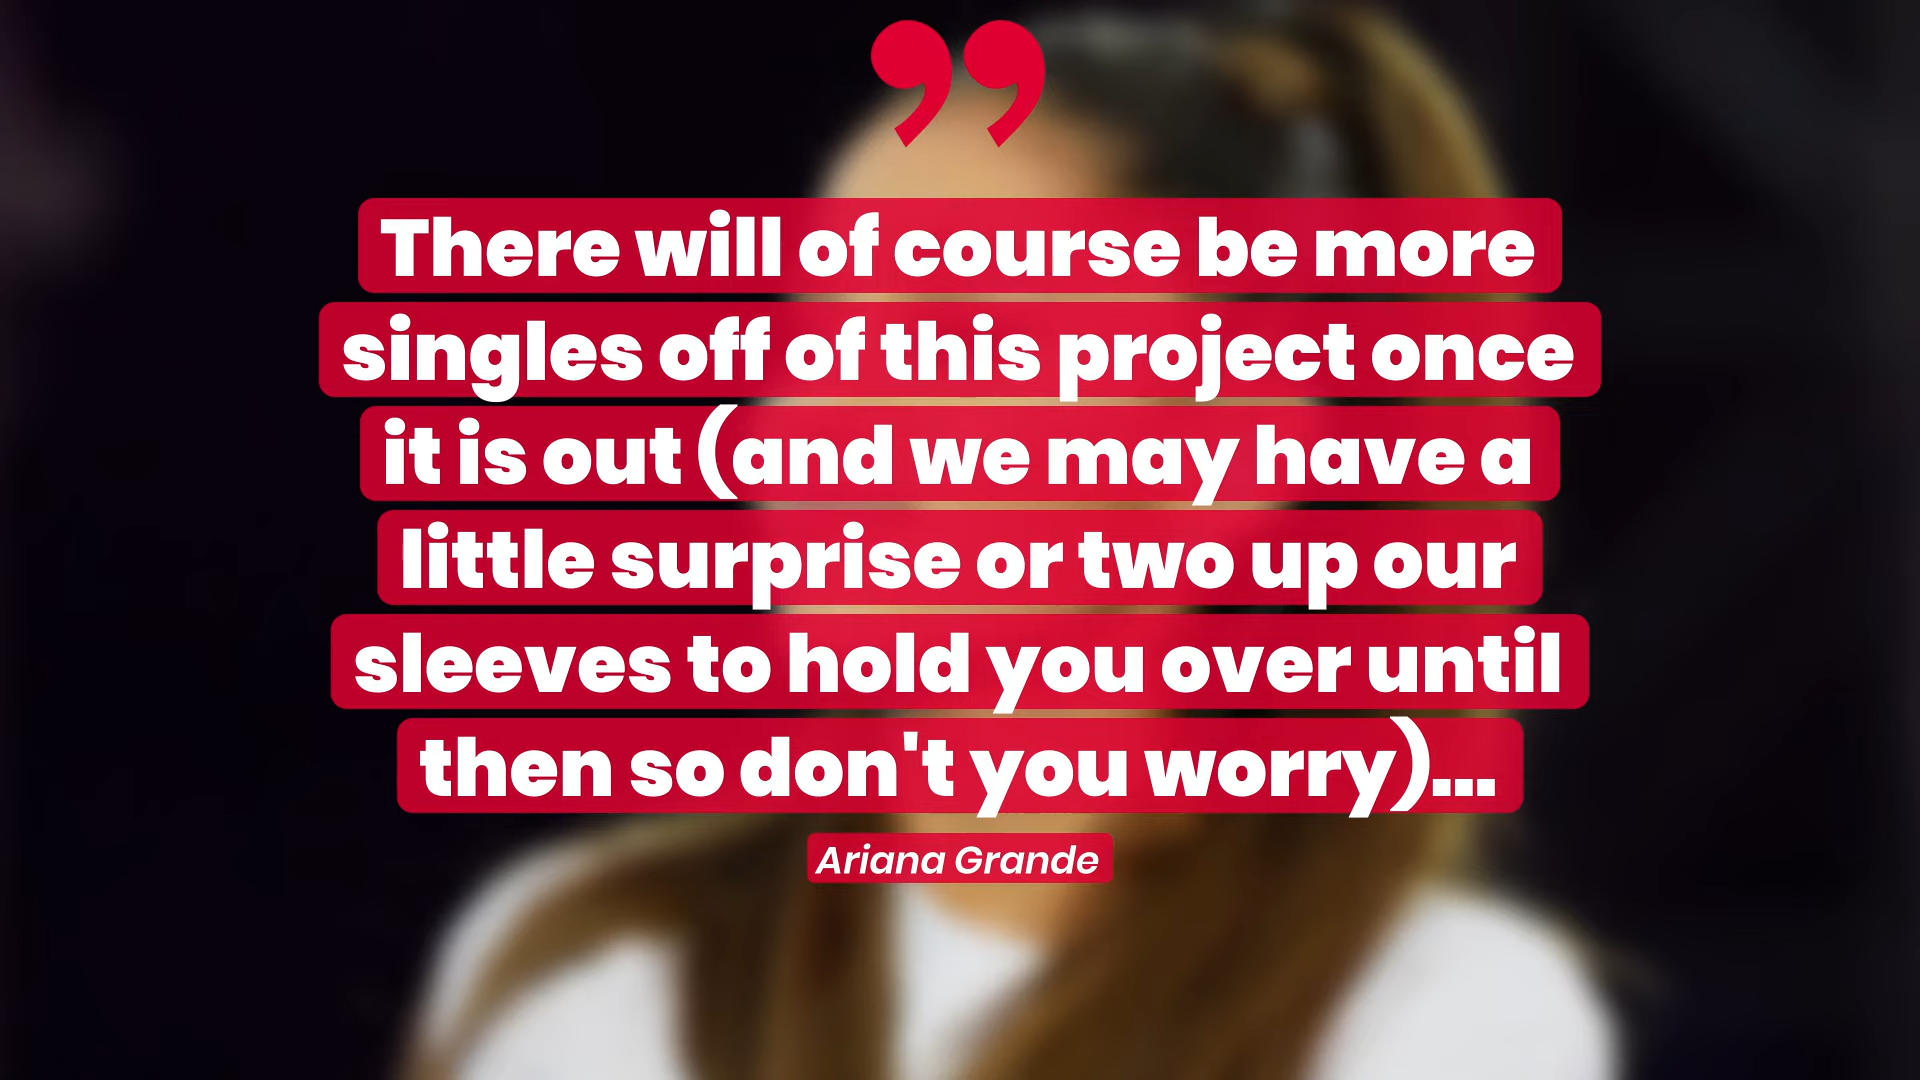 ”
There will of course be more
singles off of this project once
it is out (and we may have a
little surprise or two up our
sleeves to hold you over until
then so don't you worry)...
Ariana Grande